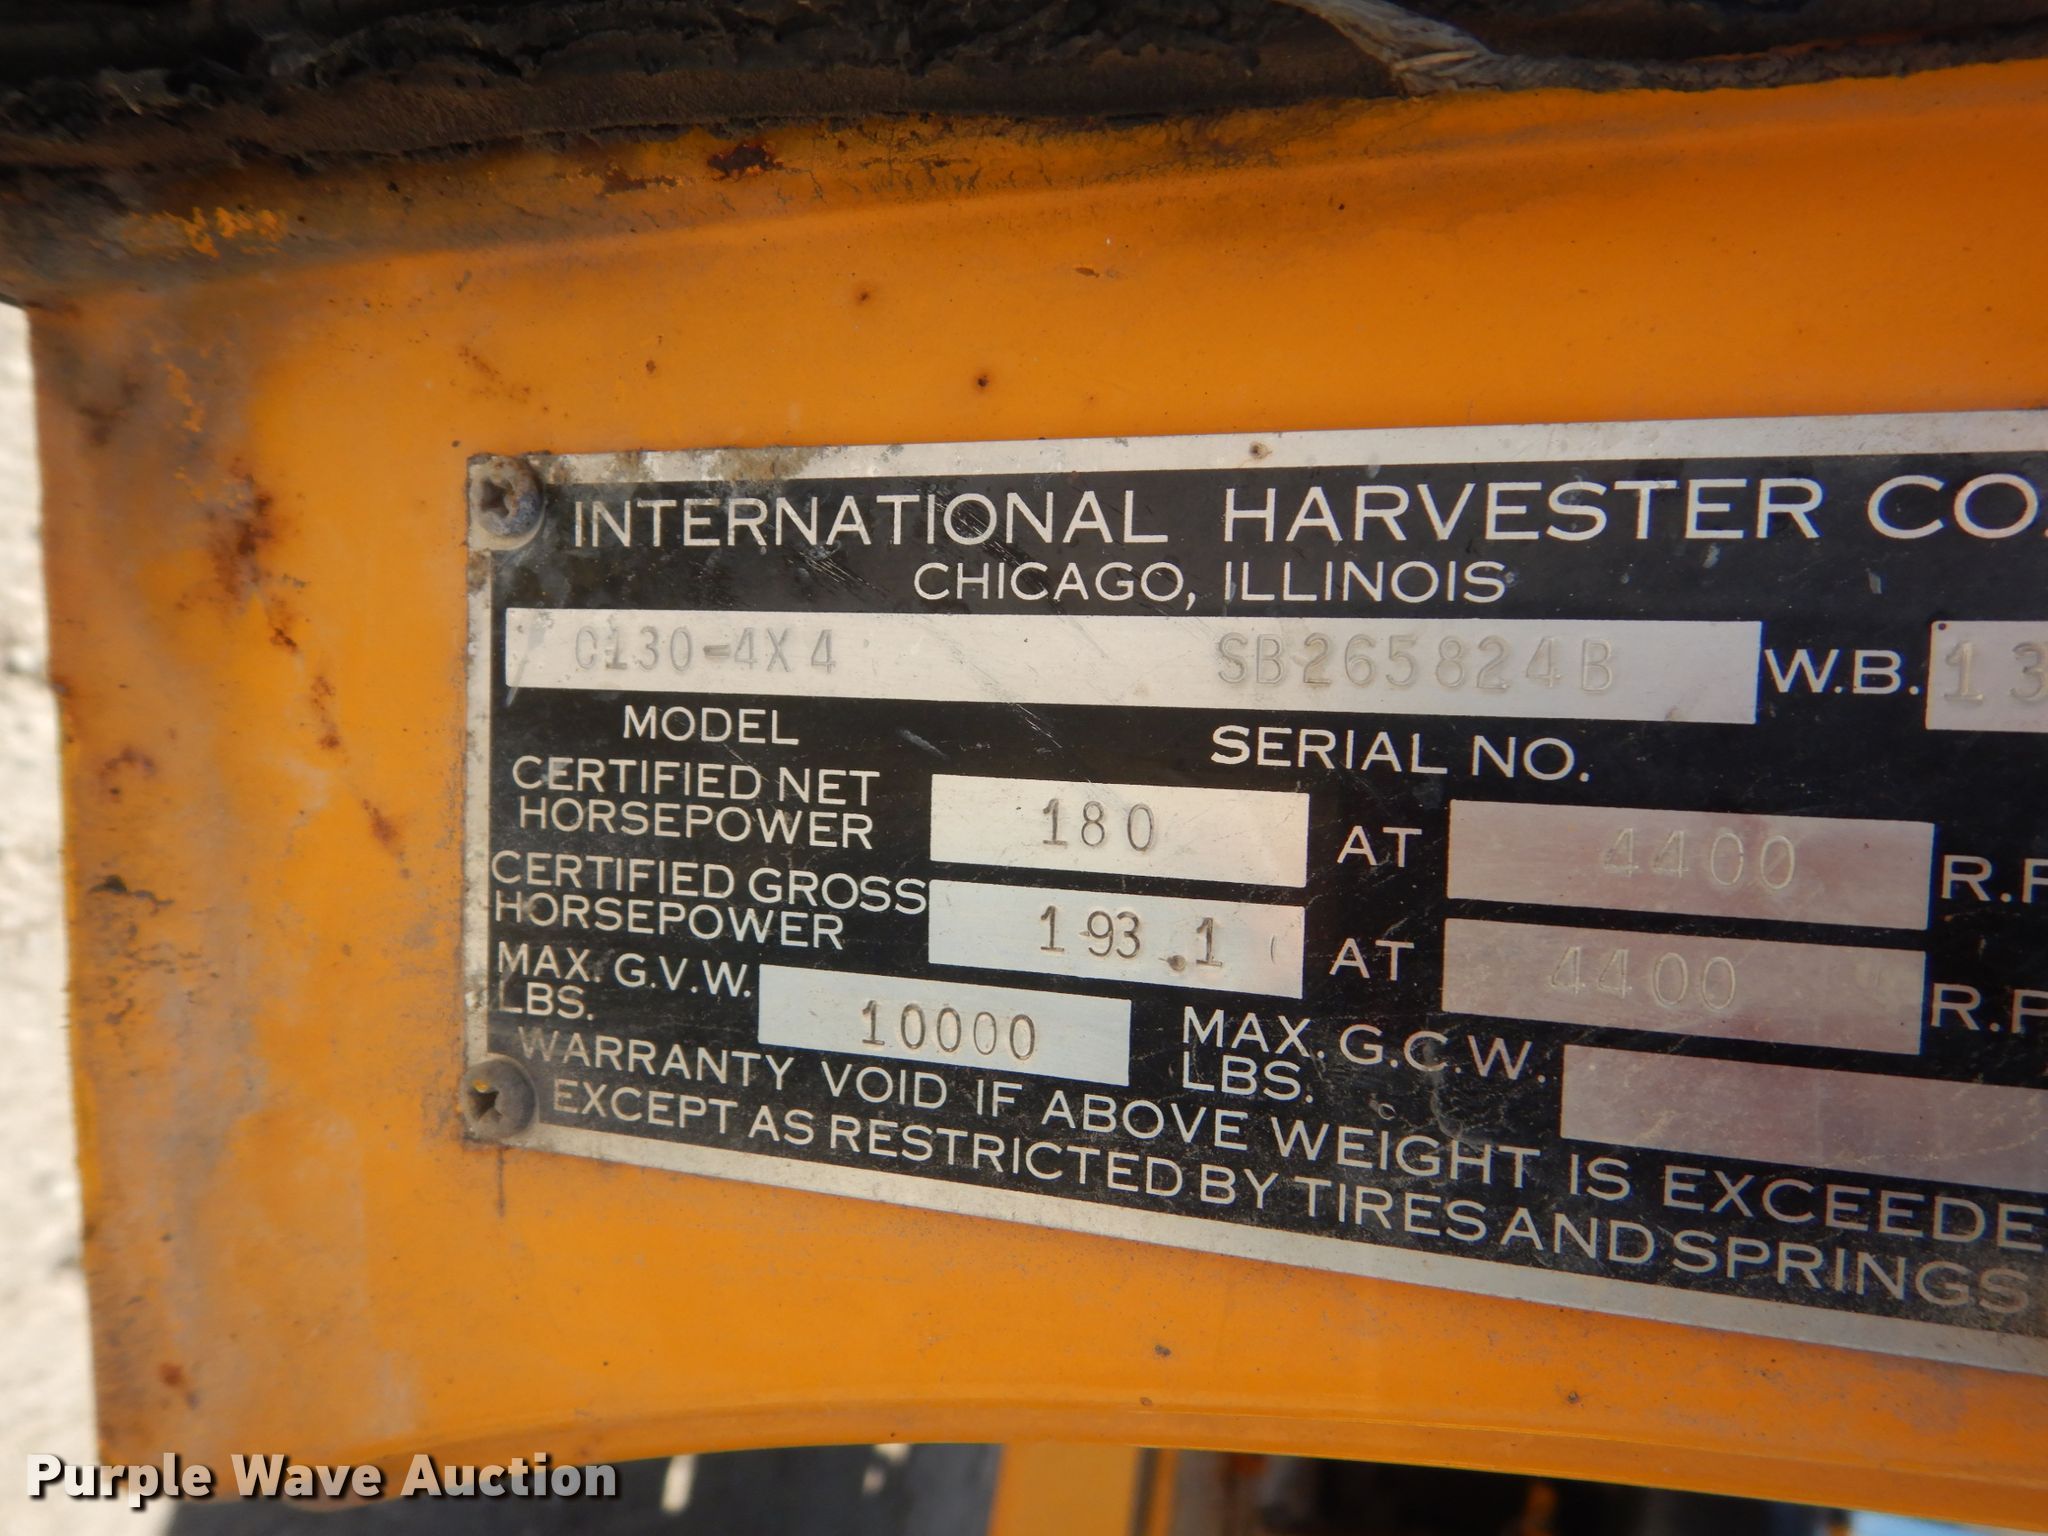 INTERNATIONAL HARVESTER CO.
CHICAGO, ILLINOIS
C130-4X4 SB265824B W.B. 13
MODEL SERIAL NO.
CERTIFIED NET HORSEPOWER 180 AT 4400 R.P
CERTIFIED GROSS HORSEPOWER 193.1 AT 4400 R.P
MAX. G.V.W. LBS. 10000 MAX. G.C.W. LBS.
WARRANTY VOID IF ABOVE WEIGHT IS EXCEEDE
EXCEPT AS RESTRICTED BY TIRES AND SPRINGS
Purple Wave Auction